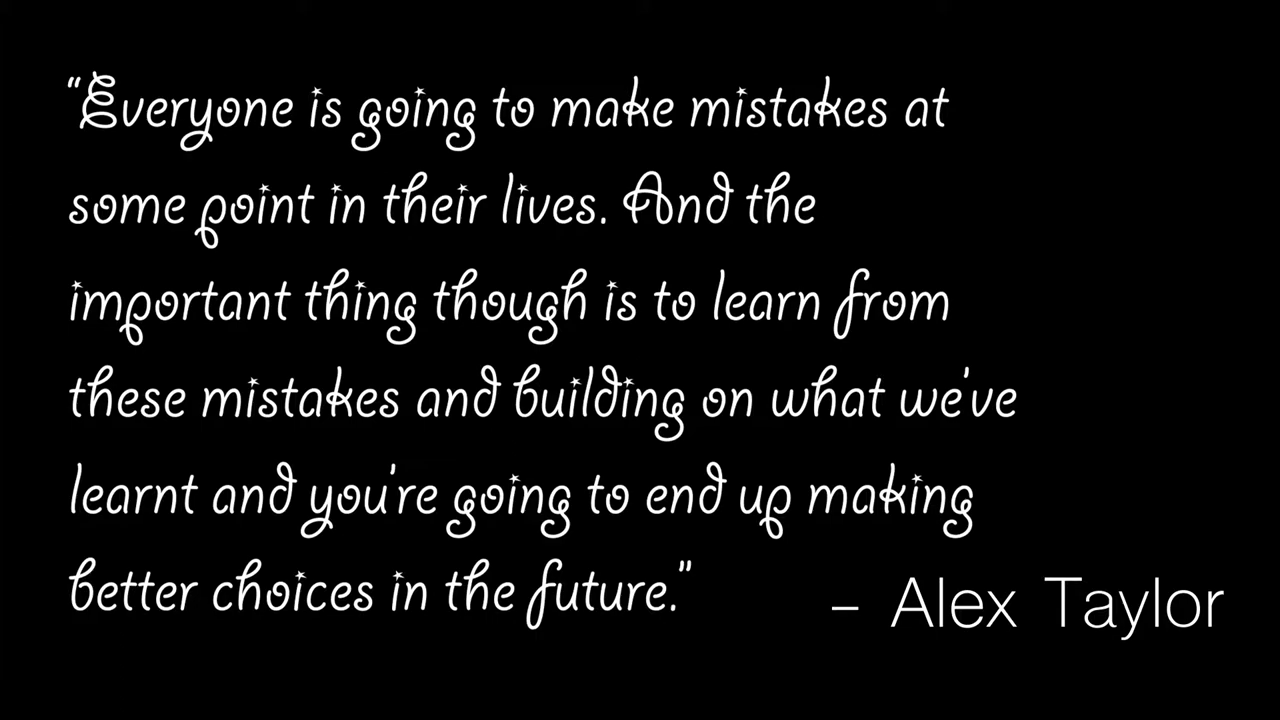 "Everyone is going to make mistakes at
some point in their lives. And the
important thing though is to learn from
these mistakes and building on what we've
learnt and you're going to end up making
better choices in the future."
– Alex Taylor